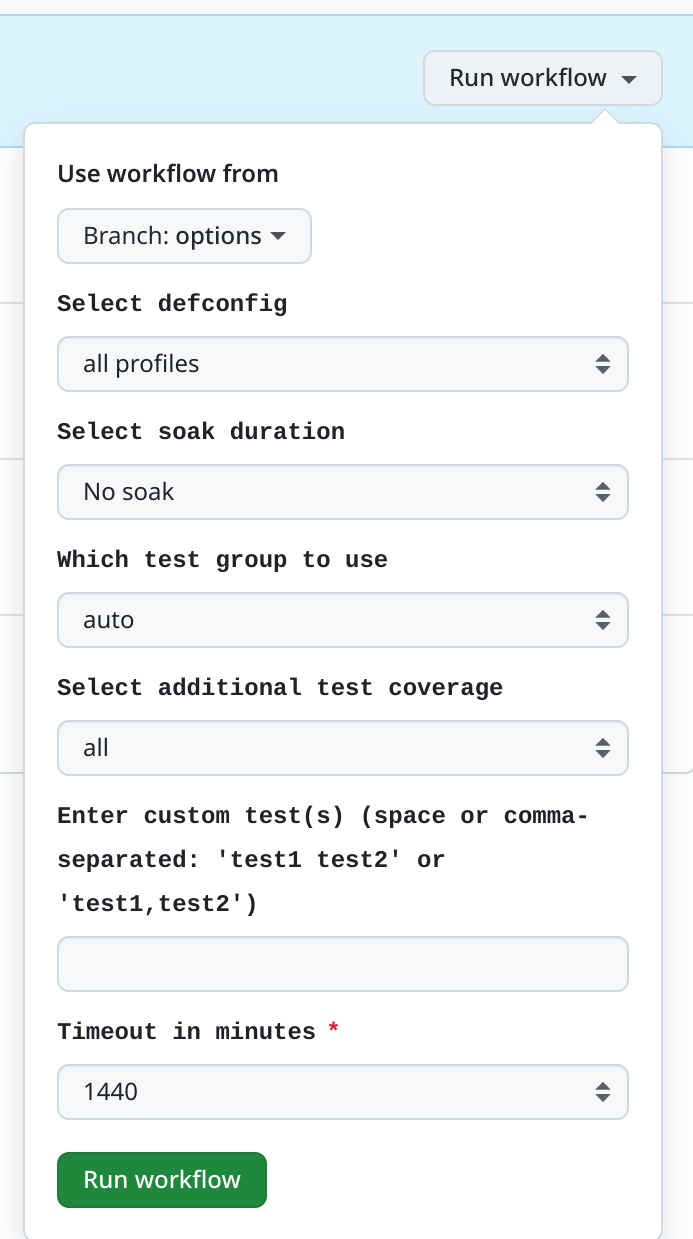 Run workflow
Use workflow from
Branch: options
Select defconfig
all profiles
Select soak duration
No soak
Which test group to use
auto
Select additional test coverage
all
Enter custom test(s) (space or comma-
separated: 'test1 test2' or
'test1,test2')
Timeout in minutes *
1440
Run workflow